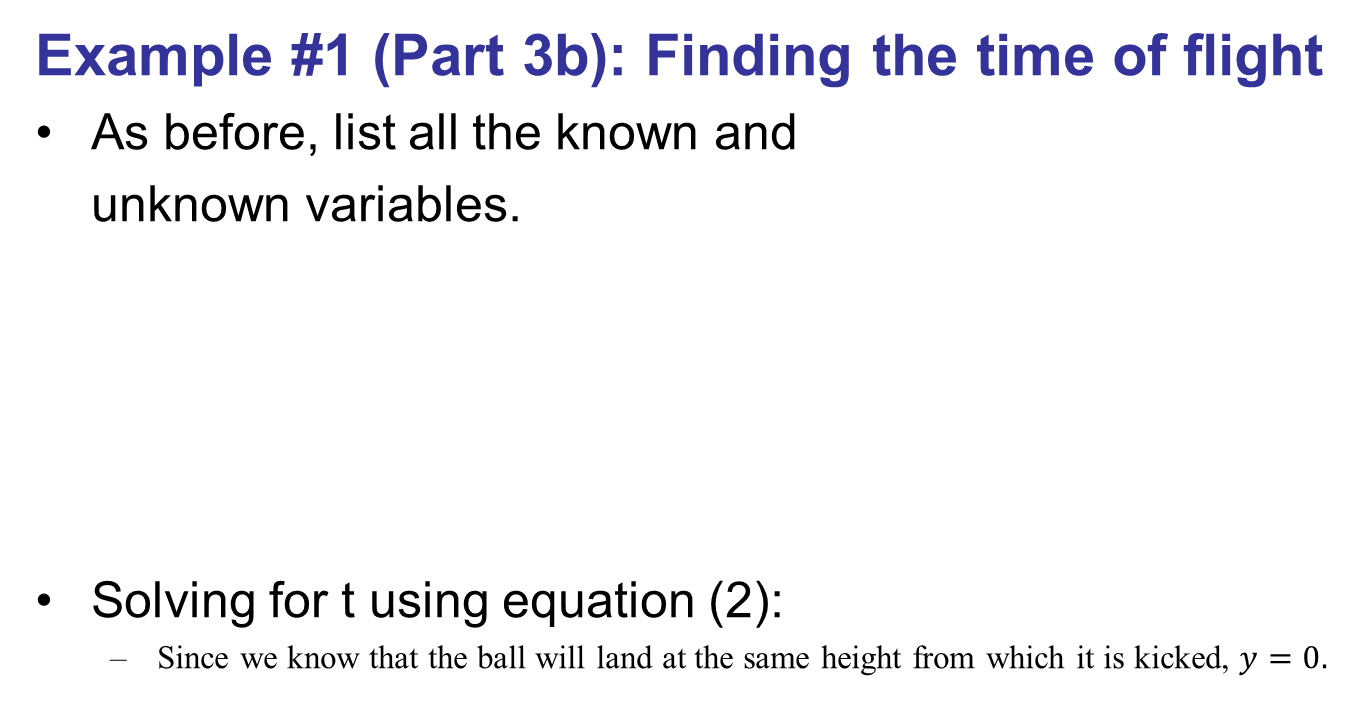 Example #1 (Part 3b): Finding the time of flight
• As before, list all the known and
unknown variables.
• Solving for t using equation (2):
– Since we know that the ball will land at the same height from which it is kicked, 𝑦 = 0.